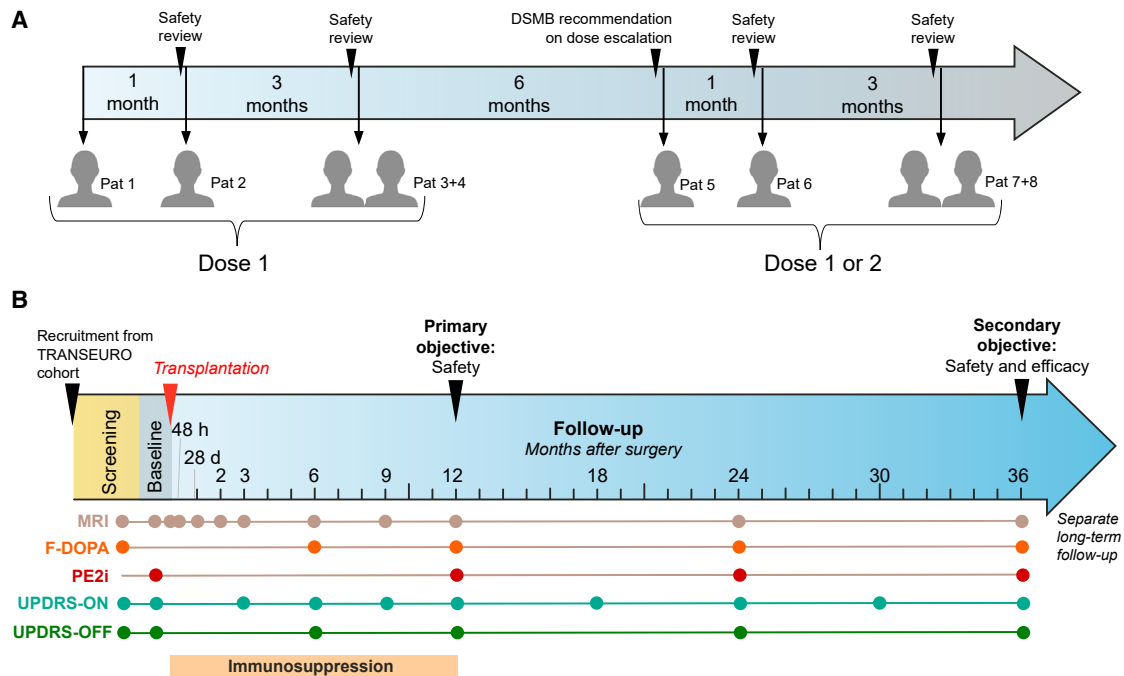 A
Safety
review
Safety
review
DSMB recommendation
on dose escalation
Safety
review
Safety
review
1
month
3
months
6
months
1
month
3
months
Pat 1
Pat 2
Pat 3+4
Pat 5
Pat 6
Pat 7+8
Dose 1
Dose 1 or 2
B
Recruitment from
TRANSEURO
cohort
Transplantation
Primary
objective:
Safety
Secondary
objective:
Safety and efficacy
Screening
Baseline
48 h
28 d
Follow-up
Months after surgery
2 3 6 9 12 18 24 30 36
MRI
F-DOPA
PE2i
UPDRS-ON
UPDRS-OFF
Separate
long-term
follow-up
Immunosuppression